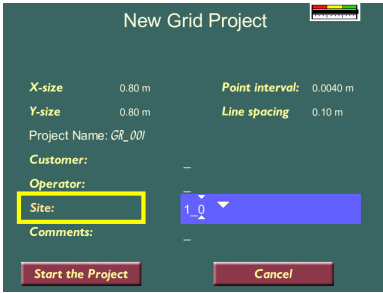 New Grid Project
X-size 0.80 m Point interval: 0.0040 m
Y-size 0.80 m Line spacing 0.10 m
Project Name: GR_001
Customer: _
Operator: _
Site: 1_0
Comments: _
Start the Project Cancel